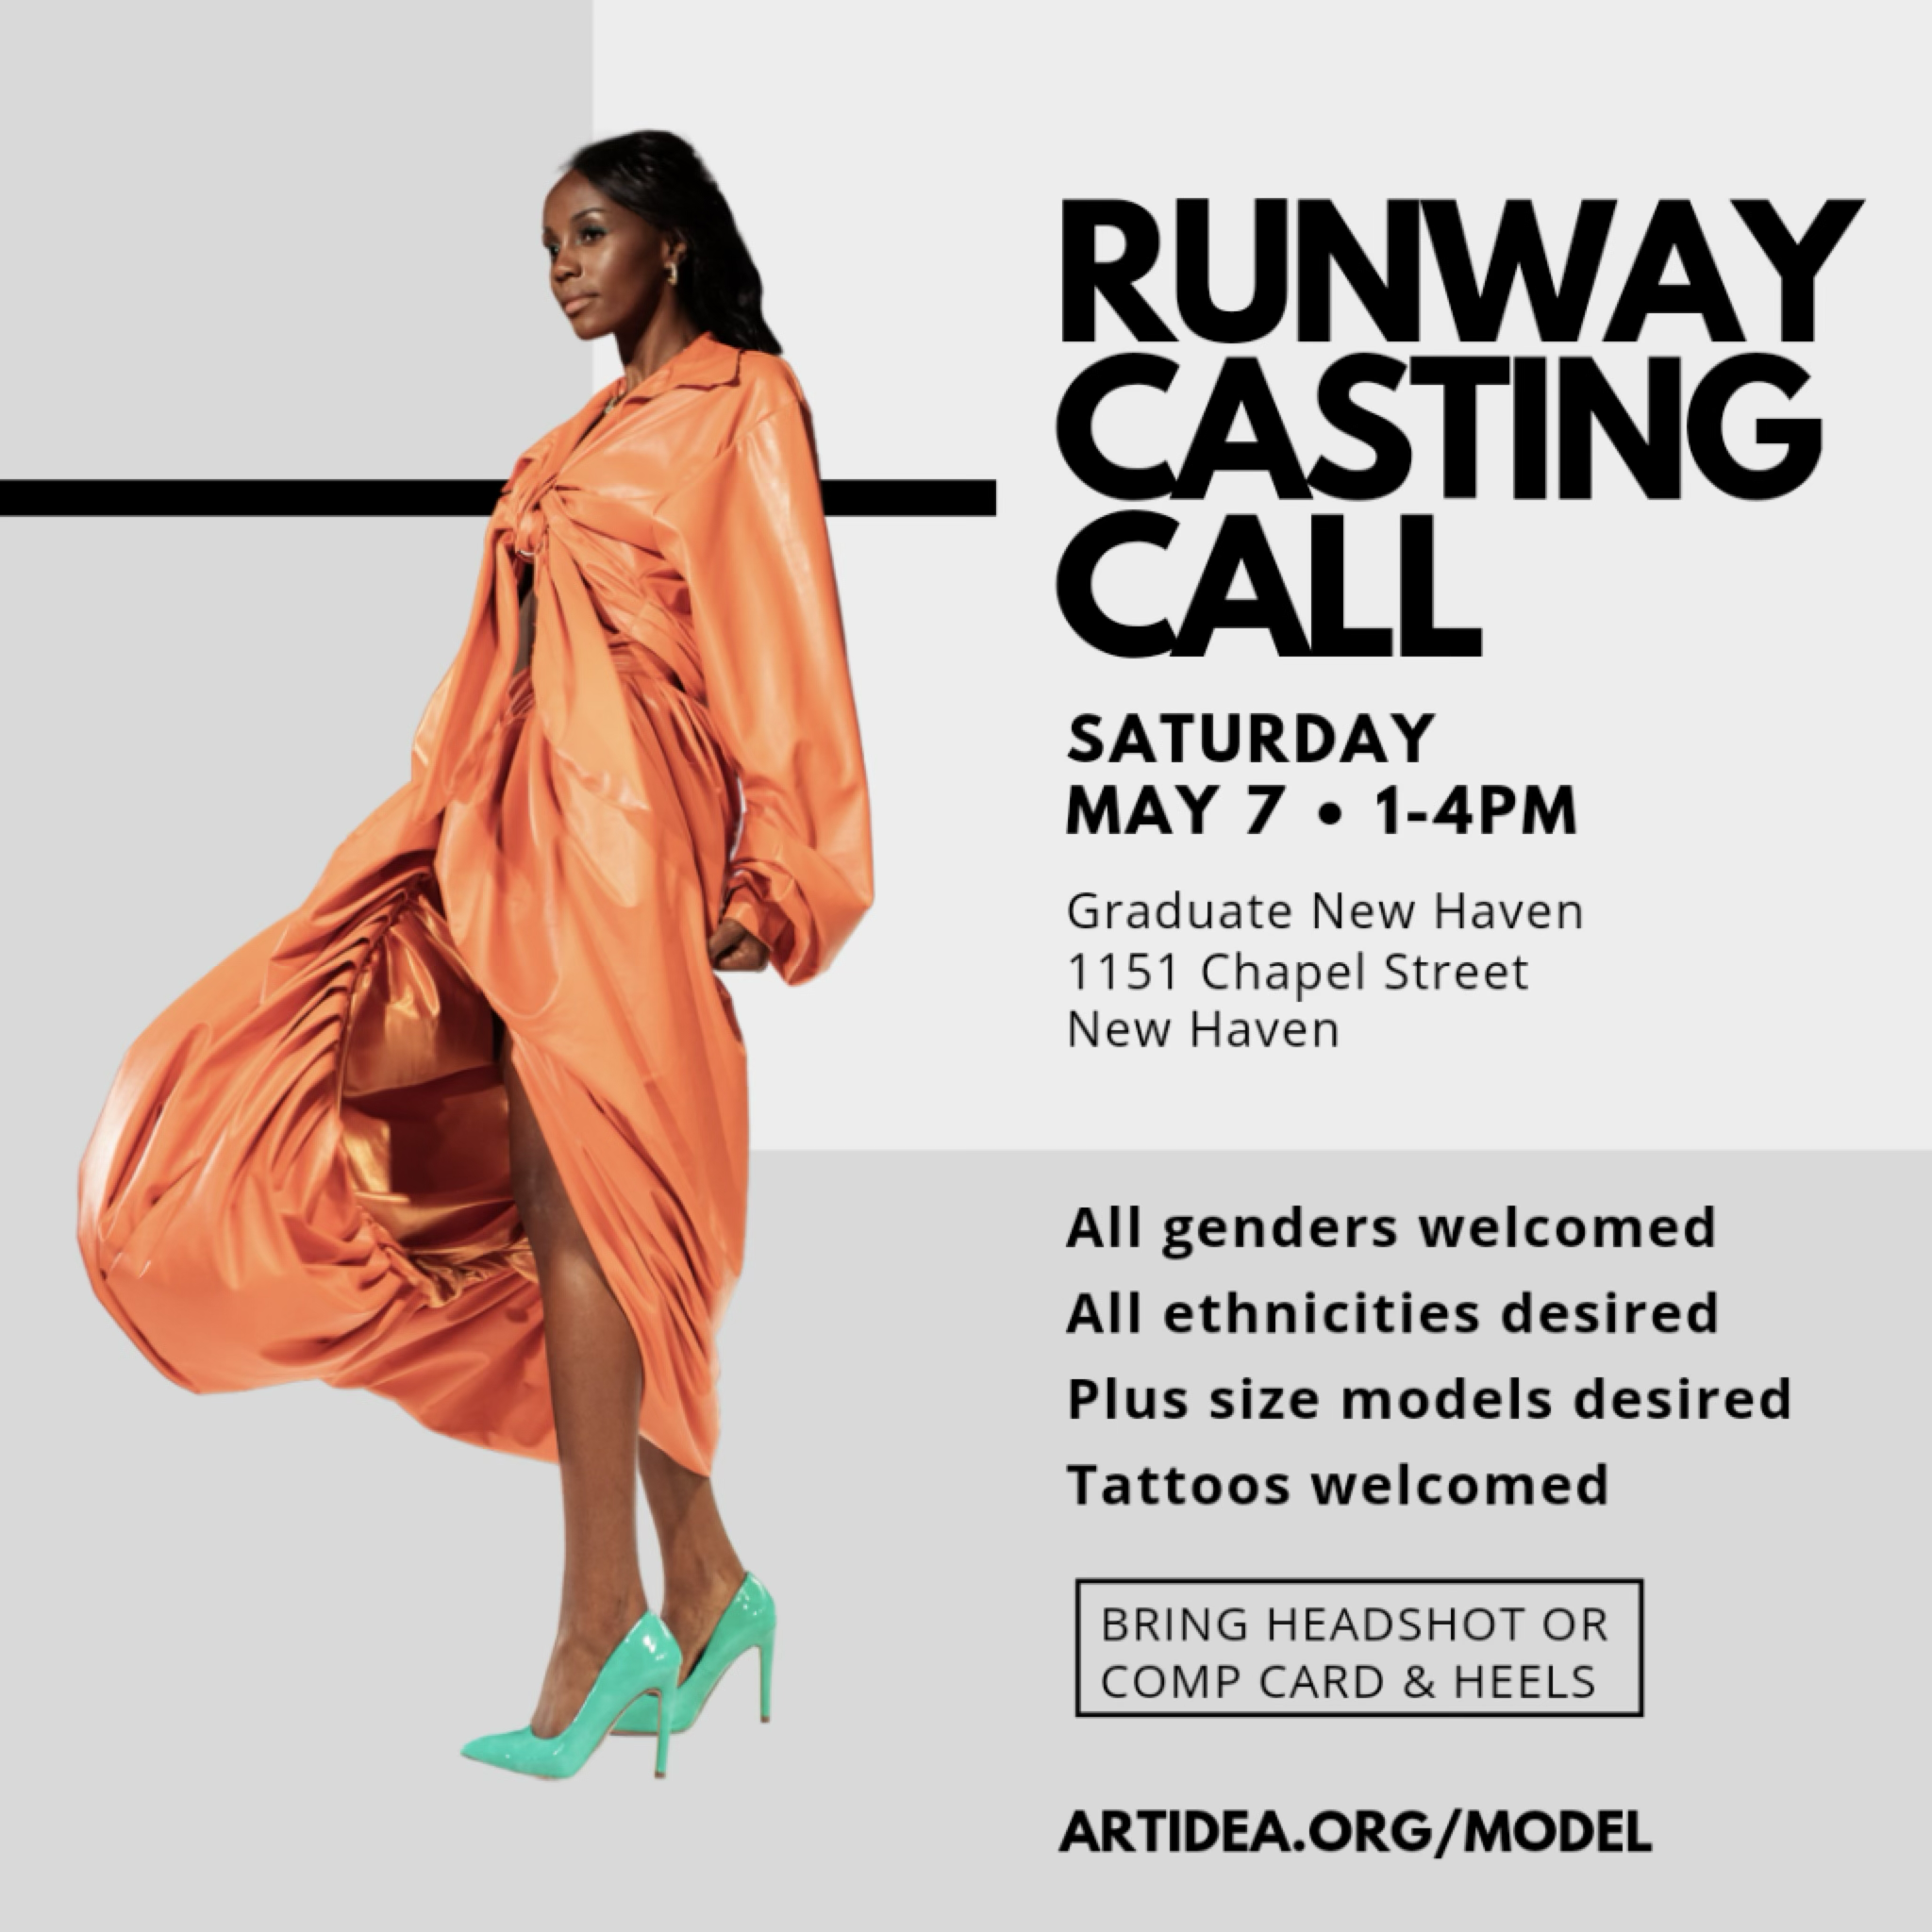 RUNWAY
CASTING
CALL
SATURDAY
MAY 7 • 1-4PM
Graduate New Haven
1151 Chapel Street
New Haven
All genders welcomed
All ethnicities desired
Plus size models desired
Tattoos welcomed
BRING HEADSHOT OR
COMP CARD & HEELS
ARTIDEA.ORG/MODEL